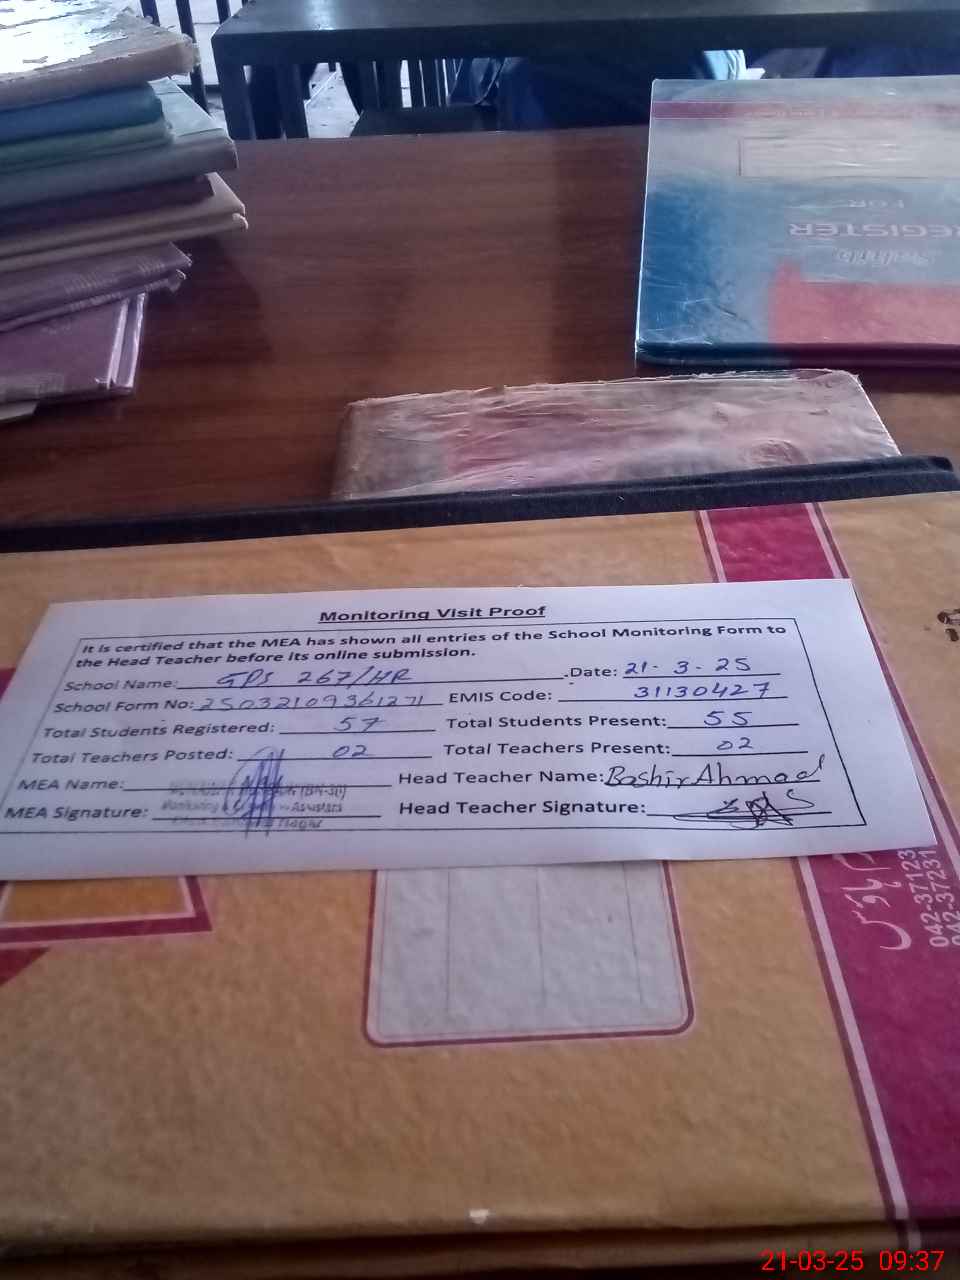 FOR
REGISTER
Monitoring Visit Proof
It is certified that the MEA has shown all entries of the School Monitoring Form to
the Head Teacher before its online submission.
School Name: GPS 267/HR Date: 21-3-25
School Form No: 25032109361271 EMIS Code: 31130427
Total Students Registered: 57 Total Students Present: 55
Total Teachers Posted: 02 Total Teachers Present: 02
MEA Name: Head Teacher Name: Bashir Ahmad
MEA Signature: Head Teacher Signature:
042-37123
042-37231
21-03-25 09:37